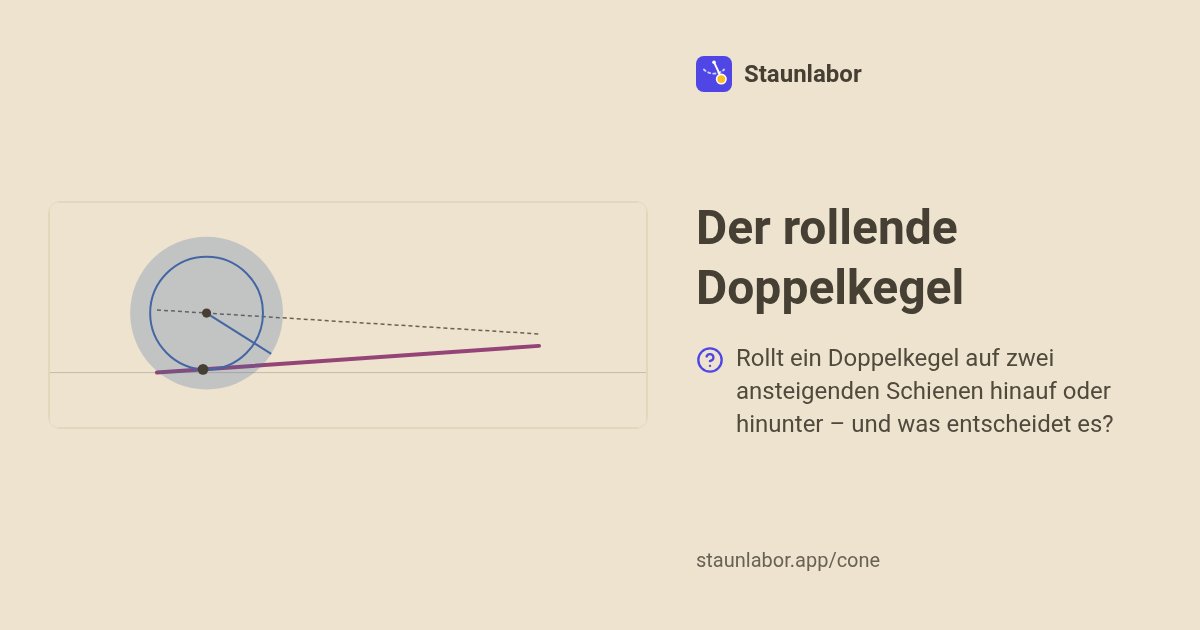 Staunlabor
Der rollende
Doppelkegel
Rollt ein Doppelkegel auf zwei
ansteigenden Schienen hinauf oder
hinunter – und was entscheidet es?
staunlabor.app/cone